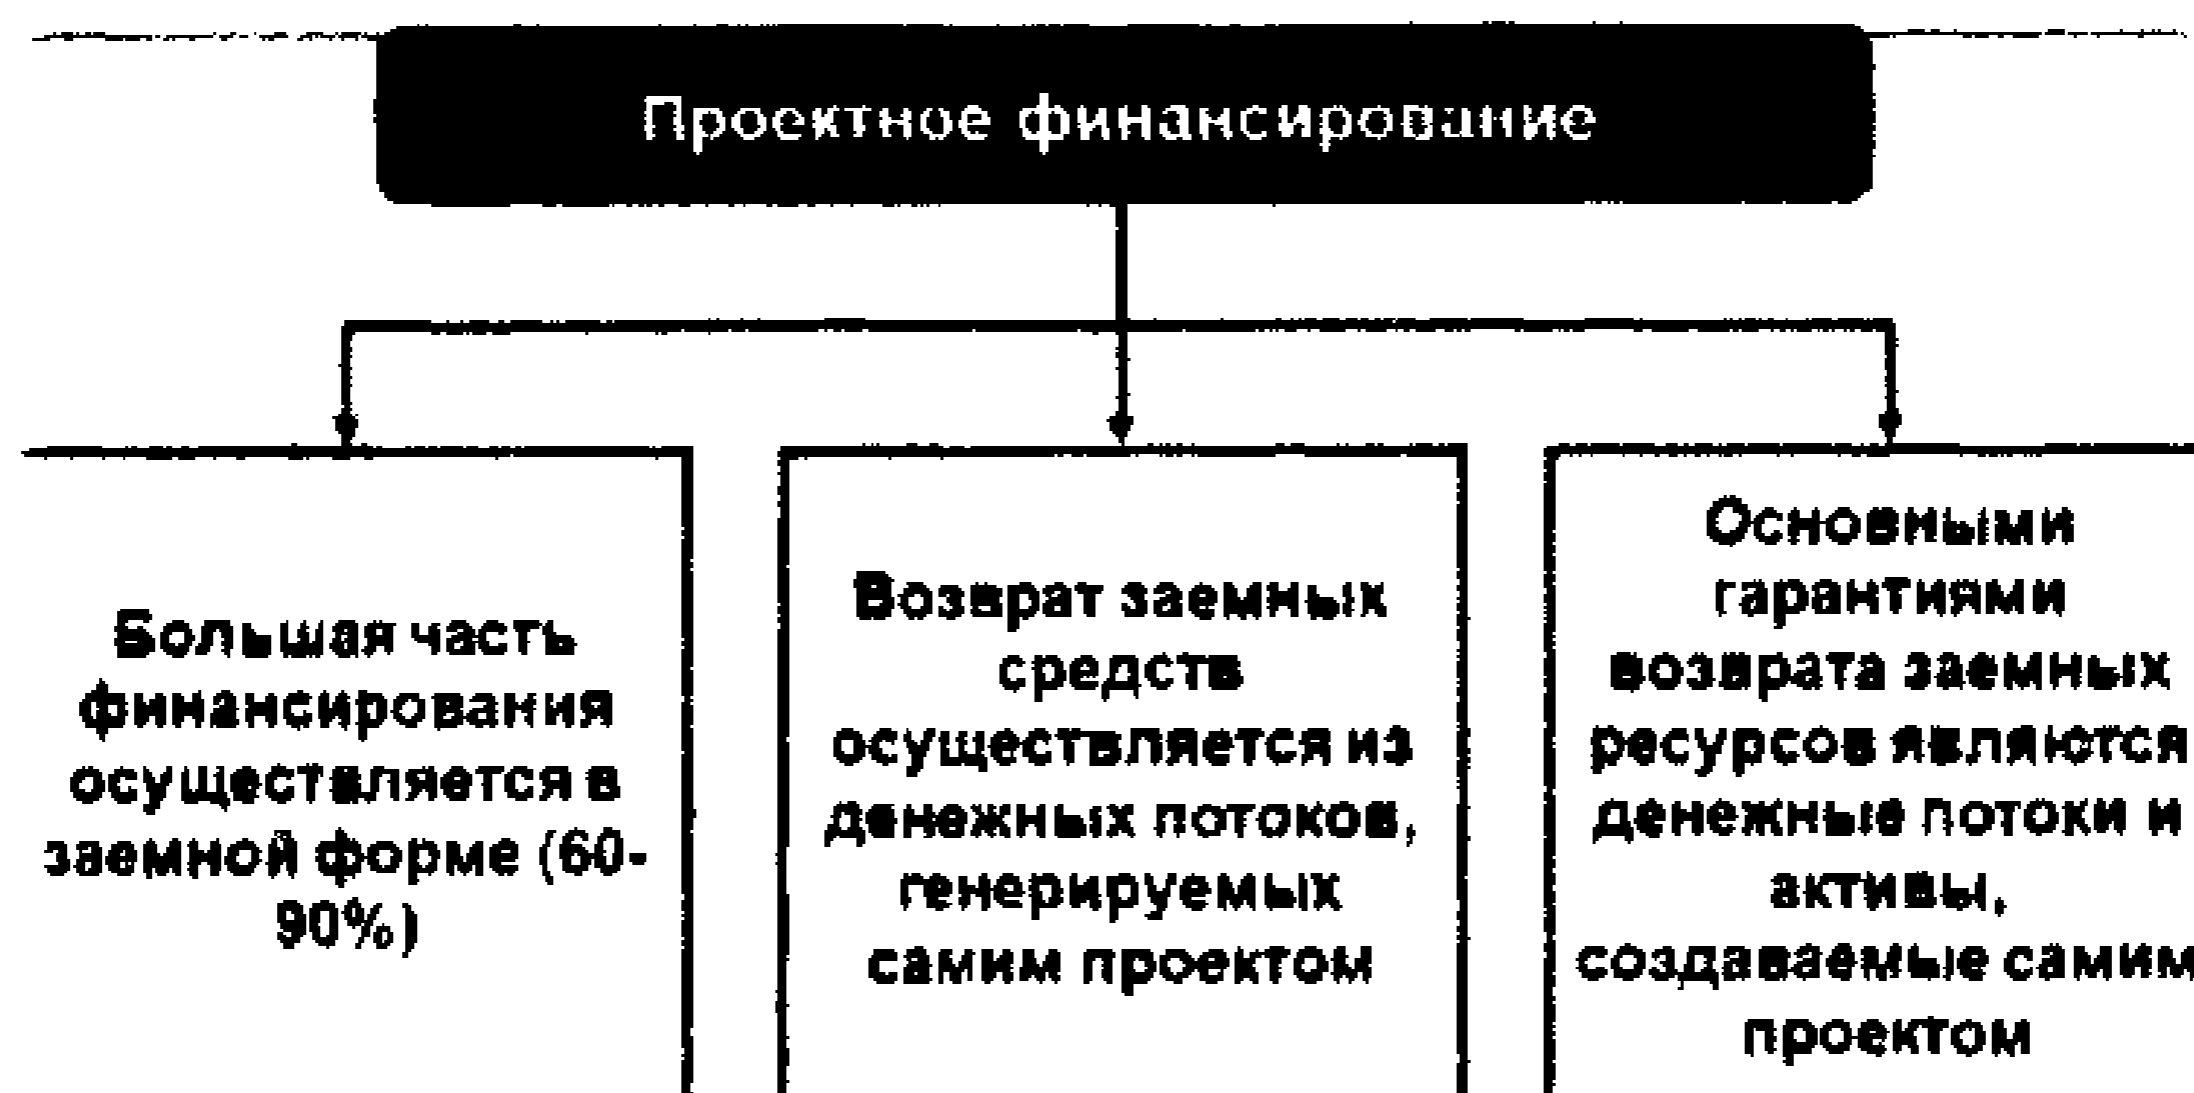 Проектное финансирование
Большая часть
финансирования
осуществляется в
заемной форме (60-
90%)
Возврат заемных
средств
осуществляется из
денежных потоков,
генерируемых
самим проектом
Основными
гарантиями
возврата заемных
ресурсов являются
денежные потоки и
активы,
создаваемые самим
проектом